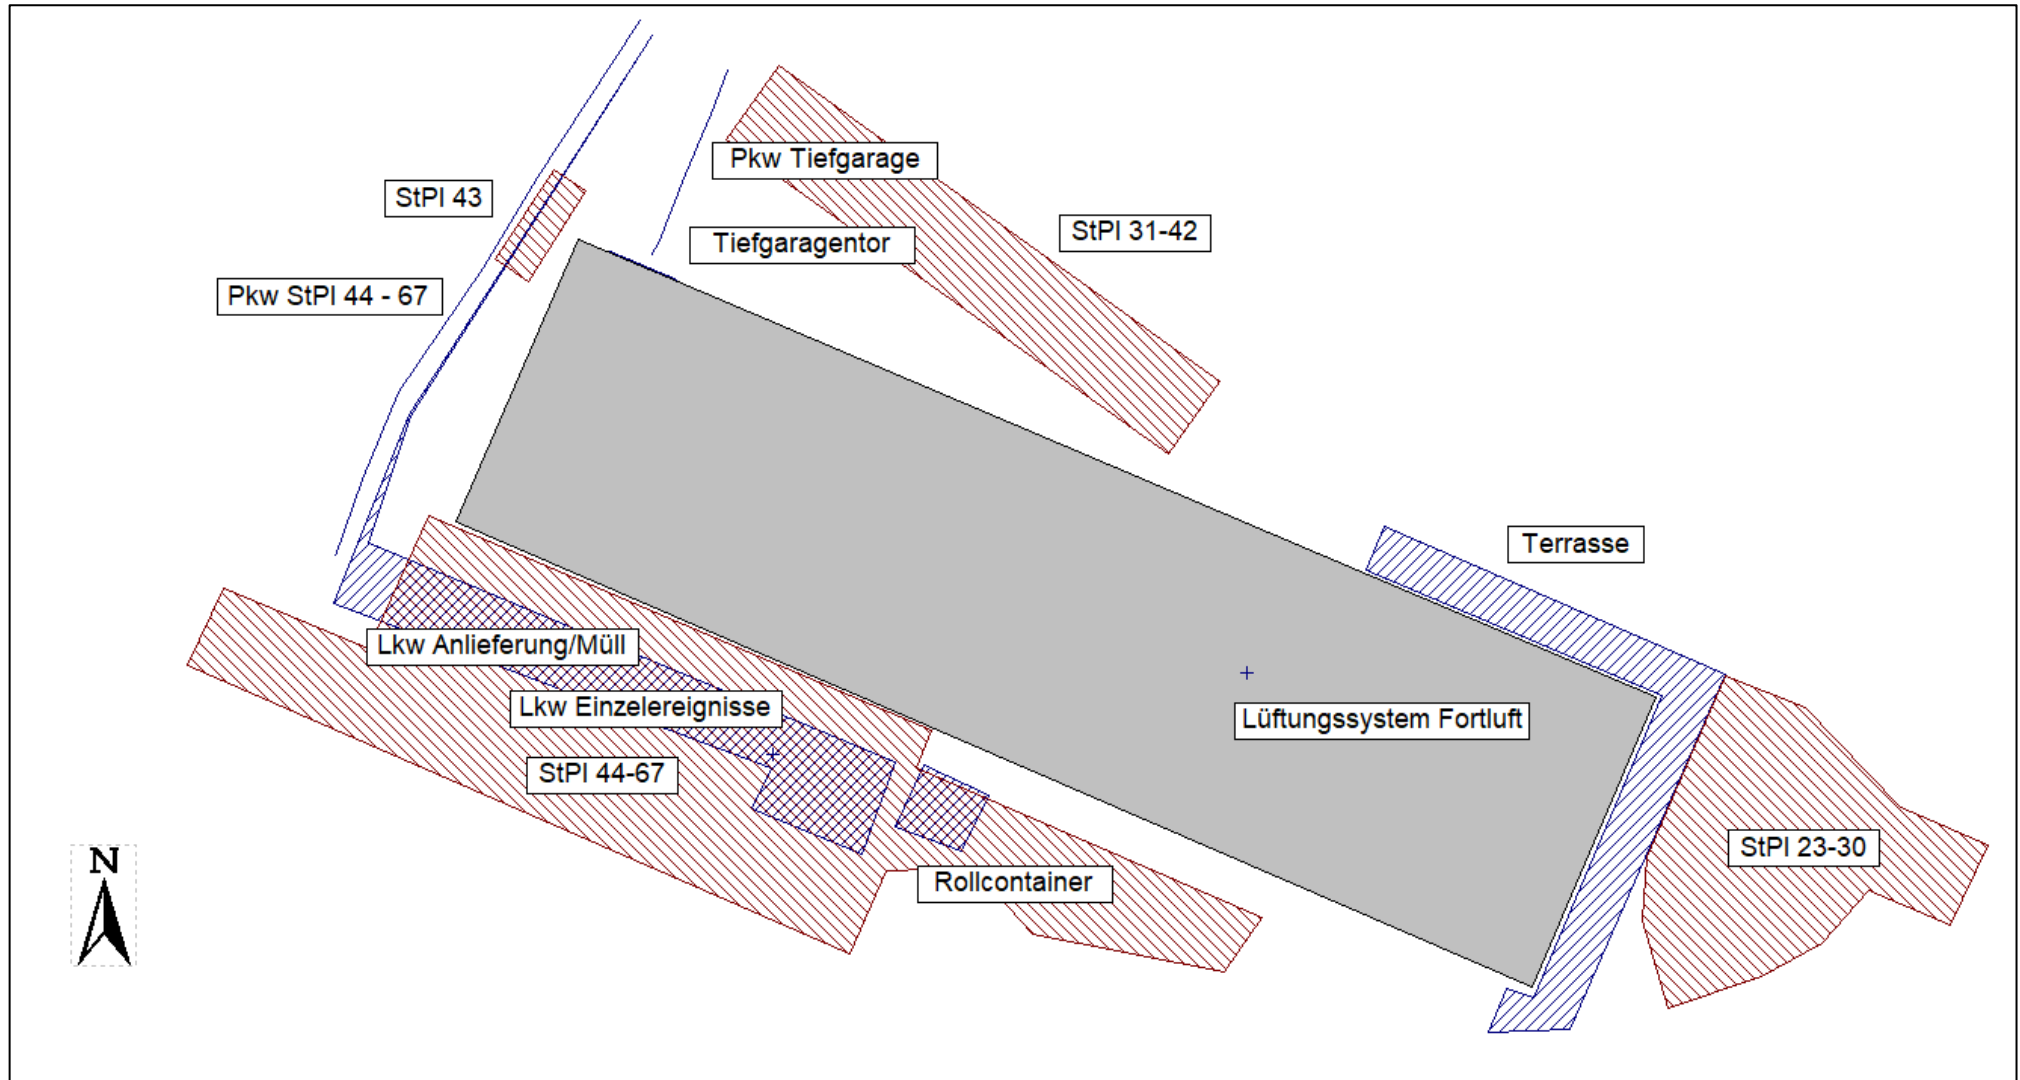 Pkw Tiefgarage
StPl 43
StPl 31-42
Tiefgaragentor
Pkw StPl 44 - 67
Terrasse
Lkw Anlieferung/Müll
Lkw Einzelereignisse
Lüftungssystem Fortluft
StPl 44-67
StPl 23-30
N
Rollcontainer